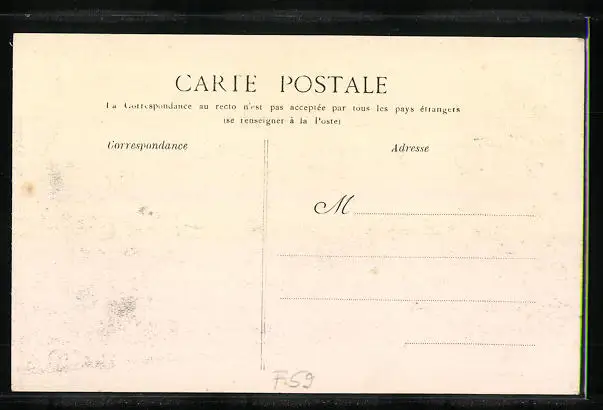 CARTE POSTALE
La Correspondance au recto n'est pas acceptée par tous les pays étrangers
(se renseigner à la Poste)
Correspondance
Adresse
M
F59